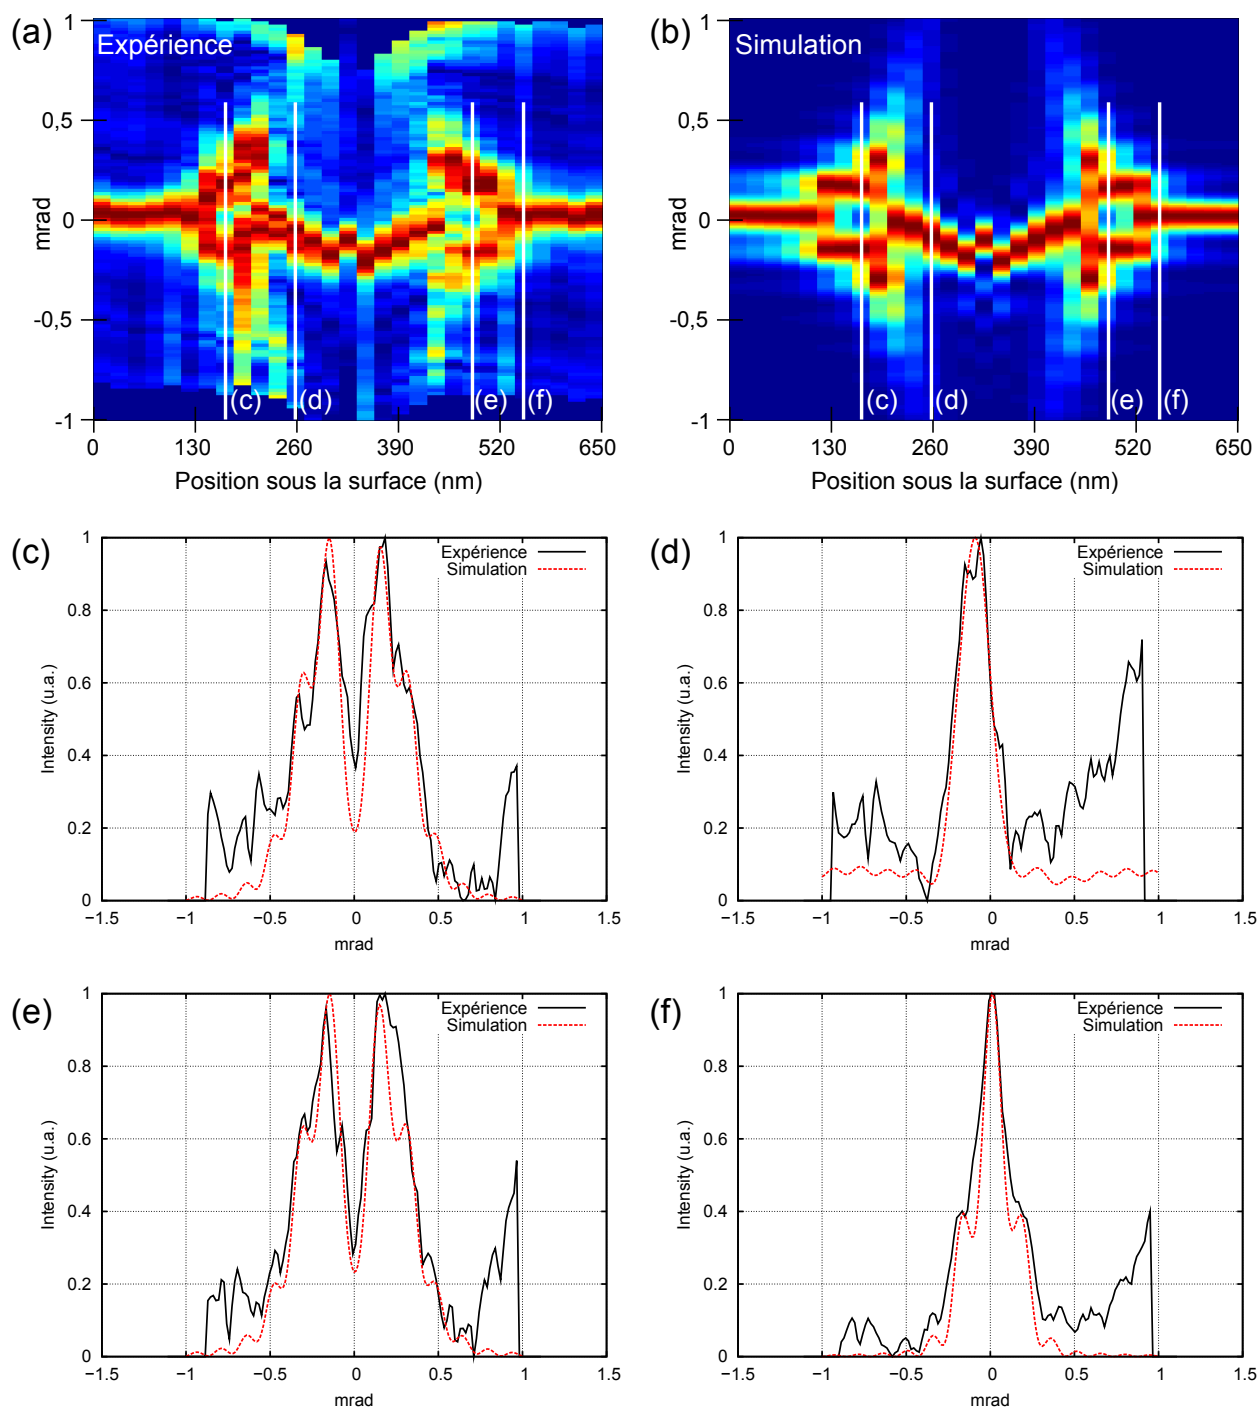 (a)
Expérience
1
0,5
0
-0,5
-1
mrad
(c)
(d)
(e)
(f)
0
130
260
390
520
650
Position sous la surface (nm)
(b)
Simulation
1
0,5
0
-0,5
-1
mrad
(c)
(d)
(e)
(f)
0
130
260
390
520
650
Position sous la surface (nm)
(c)
1
0.8
0.6
0.4
0.2
0
Intensity (u.a.)
Expérience
Simulation
−1.5
−1
−0.5
0
0.5
1
1.5
mrad
(d)
1
0.8
0.6
0.4
0.2
0
Intensity (u.a.)
Expérience
Simulation
−1.5
−1
−0.5
0
0.5
1
1.5
mrad
(e)
1
0.8
0.6
0.4
0.2
0
Intensity (u.a.)
Expérience
Simulation
−1.5
−1
−0.5
0
0.5
1
1.5
mrad
(f)
1
0.8
0.6
0.4
0.2
0
Intensity (u.a.)
Expérience
Simulation
−1.5
−1
−0.5
0
0.5
1
1.5
mrad